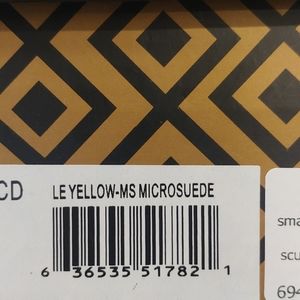 CD
LE YELLOW-MS MICROSUEDE
6 36535 51782 1
sma
scu
694